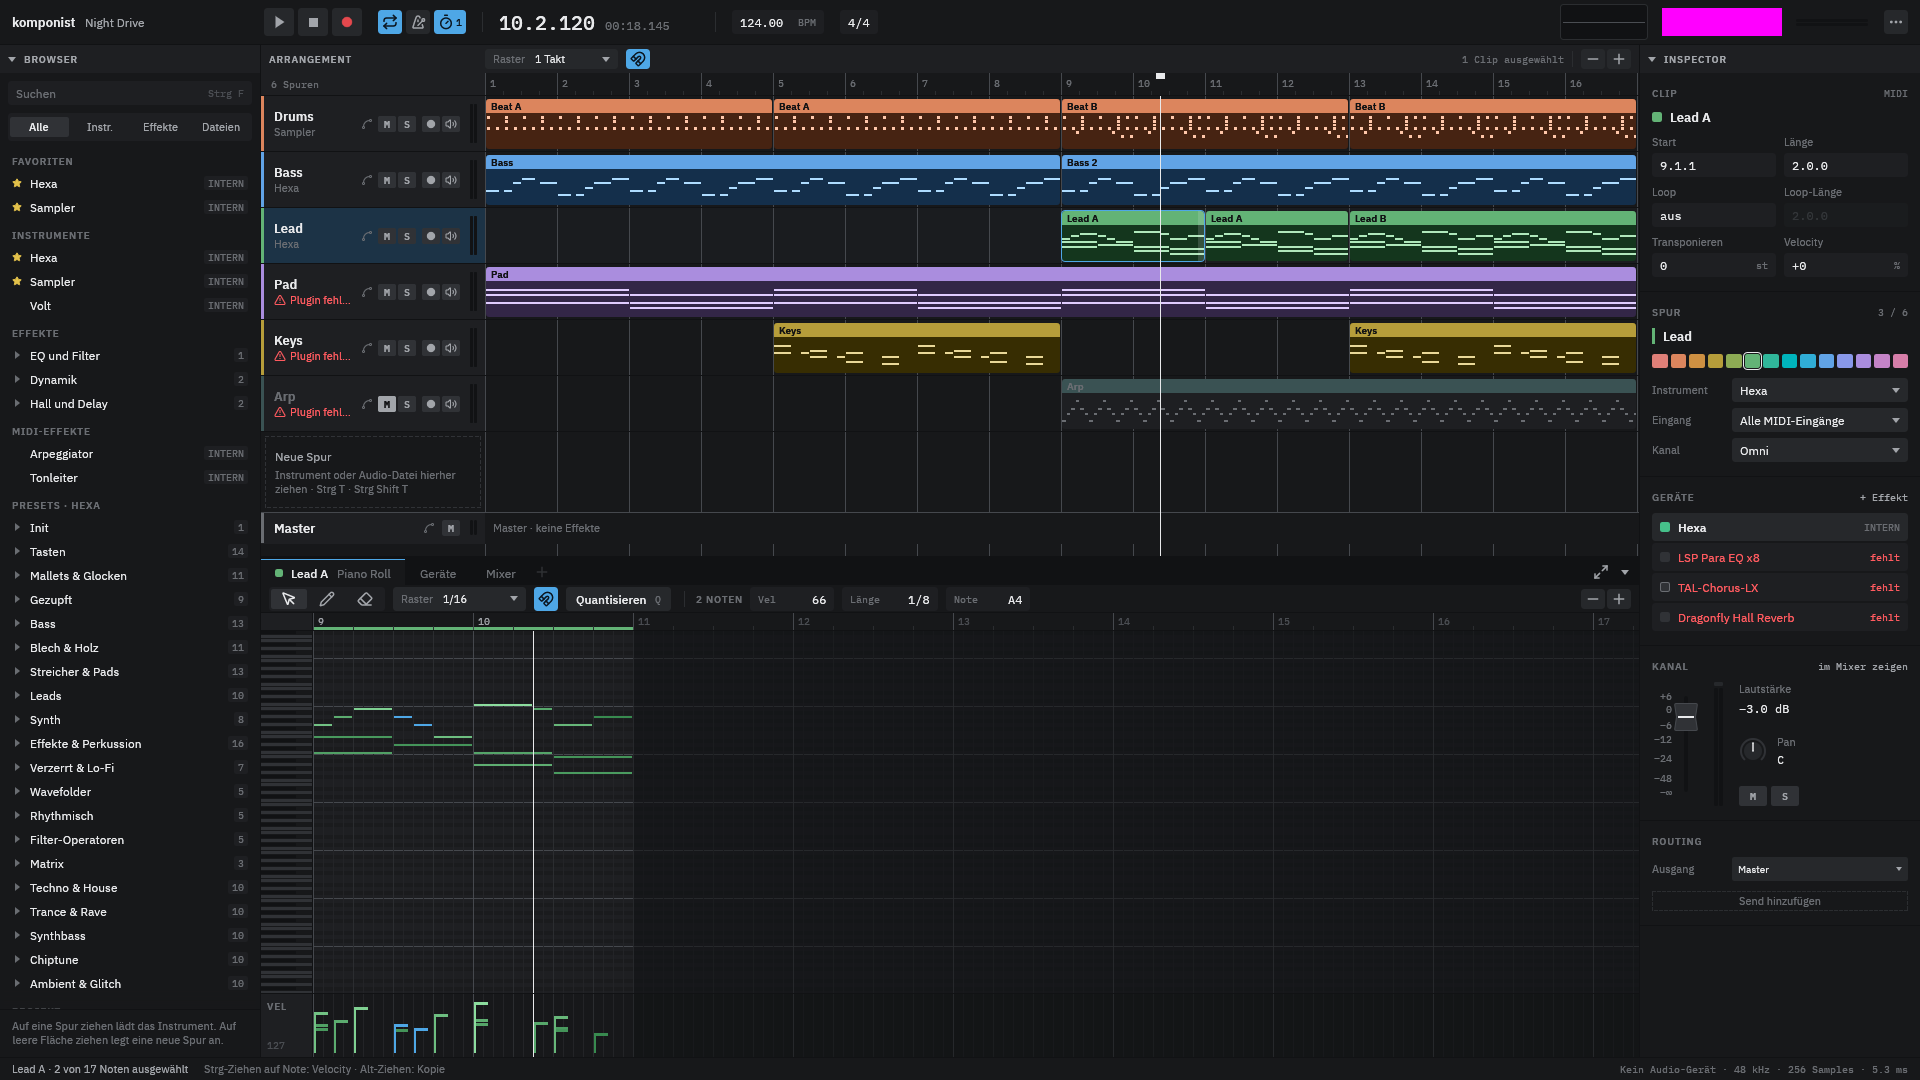 komponist Night Drive
1
10.2.120 00:18.145
124.00 BPM
4/4
BROWSER
Suchen Strg F
Alle Instr. Effekte Dateien
FAVORITEN
Hexa INTERN
Sampler INTERN
INSTRUMENTE
Hexa INTERN
Sampler INTERN
Volt INTERN
EFFEKTE
EQ und Filter 1
Dynamik 2
Hall und Delay 2
MIDI-EFFEKTE
Arpeggiator INTERN
Tonleiter INTERN
PRESETS · HEXA
Init 1
Tasten 14
Mallets & Glocken 11
Gezupft 9
Bass 13
Blech & Holz 11
Streicher & Pads 13
Leads 10
Synth 8
Effekte & Perkussion 16
Verzerrt & Lo-Fi 7
Wavefolder 5
Rhythmisch 5
Filter-Operatoren 5
Matrix 3
Techno & House 10
Trance & Rave 10
Synthbass 10
Chiptune 10
Ambient & Glitch 10
Auf eine Spur ziehen lädt das Instrument. Auf
leere Fläche ziehen legt eine neue Spur an.
ARRANGEMENT
Raster 1 Takt
1 Clip ausgewählt
6 Spuren
1 2 3 4 5 6 7 8 9 10 11 12 13 14 15 16
Drums
Sampler
M S
Beat A Beat A Beat B Beat B
Bass
Hexa
M S
Bass Bass 2
Lead
Hexa
M S
Lead A Lead A Lead B
Pad
Plugin fehl...
M S
Pad
Keys
Plugin fehl...
M S
Keys Keys
Arp
Plugin fehl...
M S
Arp
Neue Spur
Instrument oder Audio-Datei hierher
ziehen · Strg T · Strg Shift T
Master M
Master · keine Effekte
Lead A Piano Roll Geräte Mixer
Raster 1/16
Quantisieren Q
2 NOTEN
Vel 66
Länge 1/8
Note A4
9 10 11 12 13 14 15 16 17
VEL
127
INSPECTOR
CLIP MIDI
Lead A
Start Länge
9.1.1 2.0.0
Loop Loop-Länge
aus 2.0.0
Transponieren Velocity
0 st +0 %
SPUR 3 / 6
Lead
Instrument Hexa
Eingang Alle MIDI-Eingänge
Kanal Omni
GERÄTE + Effekt
Hexa INTERN
LSP Para EQ x8 fehlt
TAL-Chorus-LX fehlt
Dragonfly Hall Reverb fehlt
KANAL im Mixer zeigen
+6
0
−6
−12
−24
−48
−∞
Lautstärke
−3.0 dB
Pan
C
M S
ROUTING
Ausgang Master
Send hinzufügen
Lead A · 2 von 17 Noten ausgewählt Strg-Ziehen auf Note: Velocity · Alt-Ziehen: Kopie
Kein Audio-Gerät · 48 kHz · 256 Samples · 5.3 ms